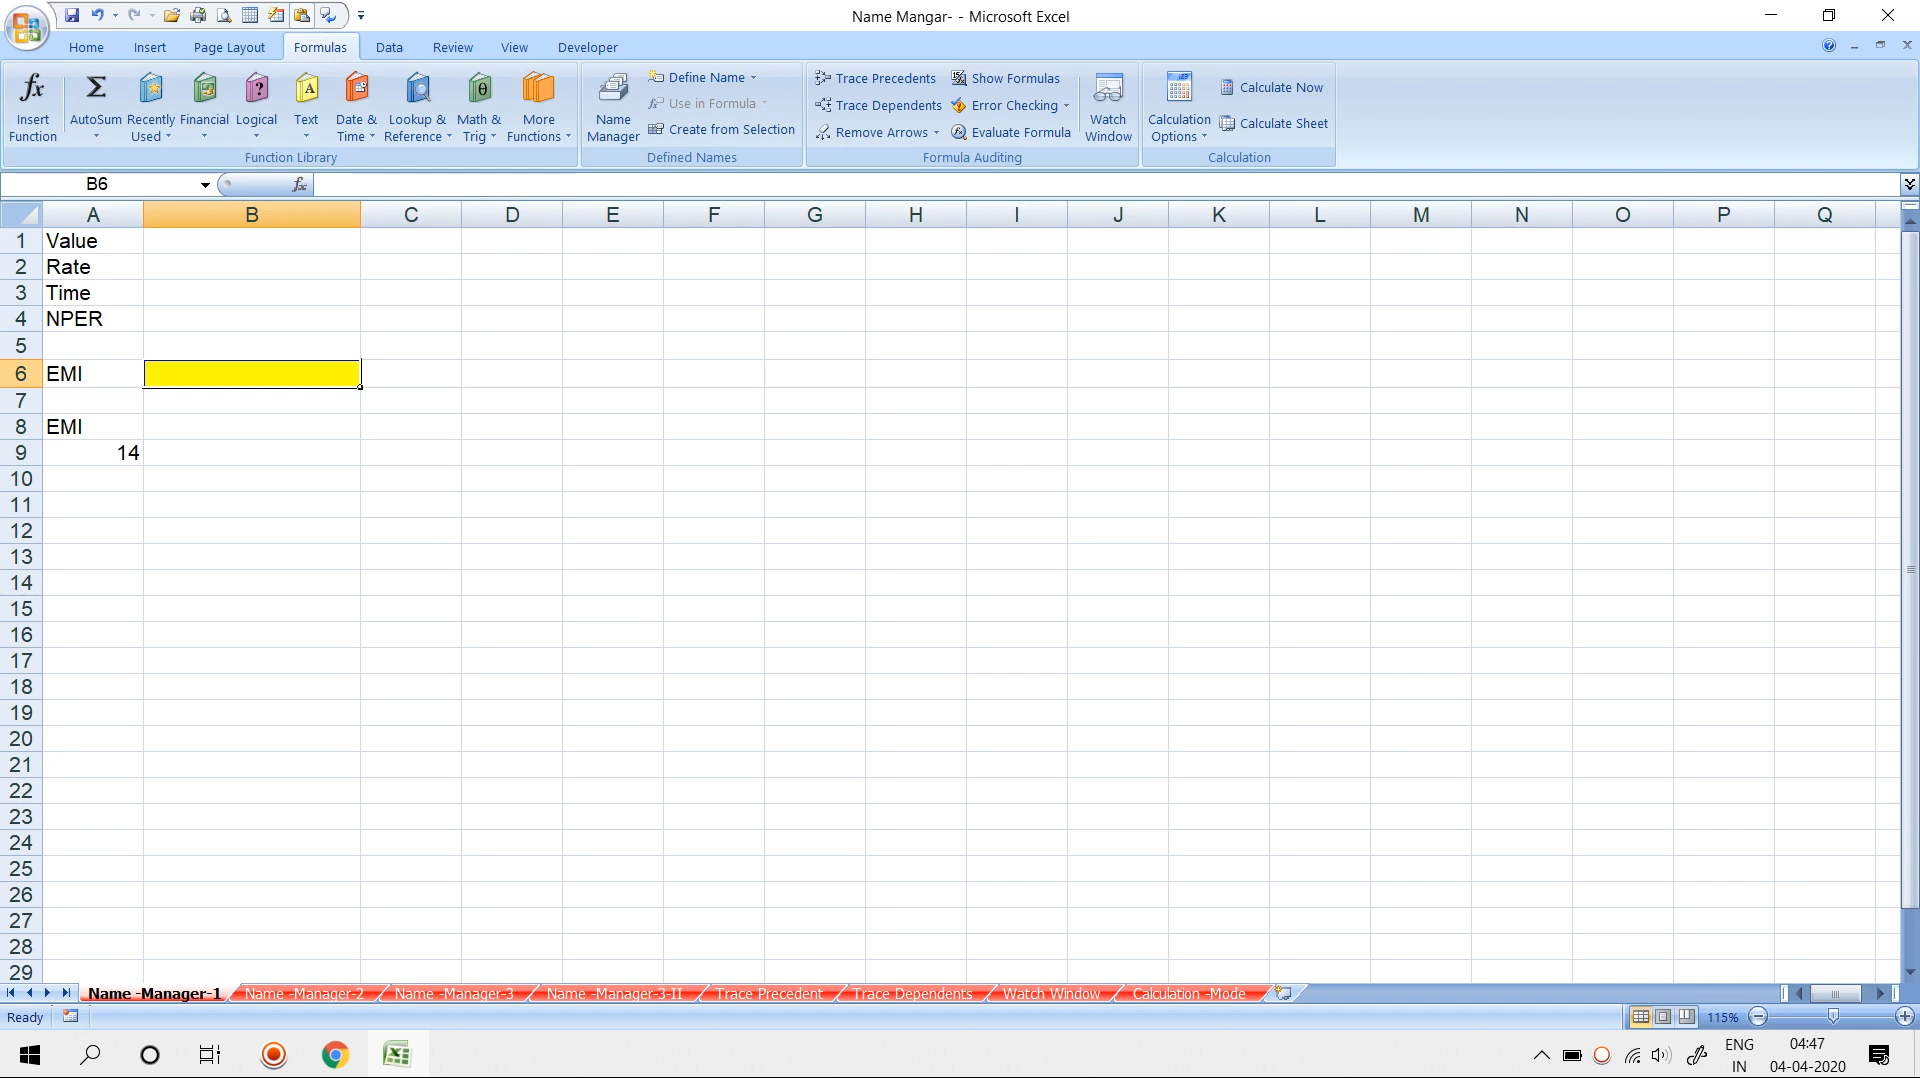 Name Mangar- - Microsoft Excel
Home Insert Page Layout Formulas Data Review View Developer
Insert Function
AutoSum
Recently Used
Financial
Logical
Text
Date & Time
Lookup & Reference
Math & Trig
More Functions
Function Library
Name Manager
Define Name
Use in Formula
Create from Selection
Defined Names
Trace Precedents
Trace Dependents
Remove Arrows
Show Formulas
Error Checking
Evaluate Formula
Formula Auditing
Watch Window
Calculation Options
Calculate Now
Calculate Sheet
Calculation
B6
A B C D E F G H I J K L M N O P Q
1 Value
2 Rate
3 Time
4 NPER
5
6 EMI
7
8 EMI
9 14
10
11
12
13
14
15
16
17
18
19
20
21
22
23
24
25
26
27
28
29
Name -Manager-1 Name -Manager-2 Name -Manager-3 Name -Manager-3-II Trace Precedent Trace Dependents Watch Window Calculation -Mode
Ready 115%
ENG 04:47
IN 04-04-2020